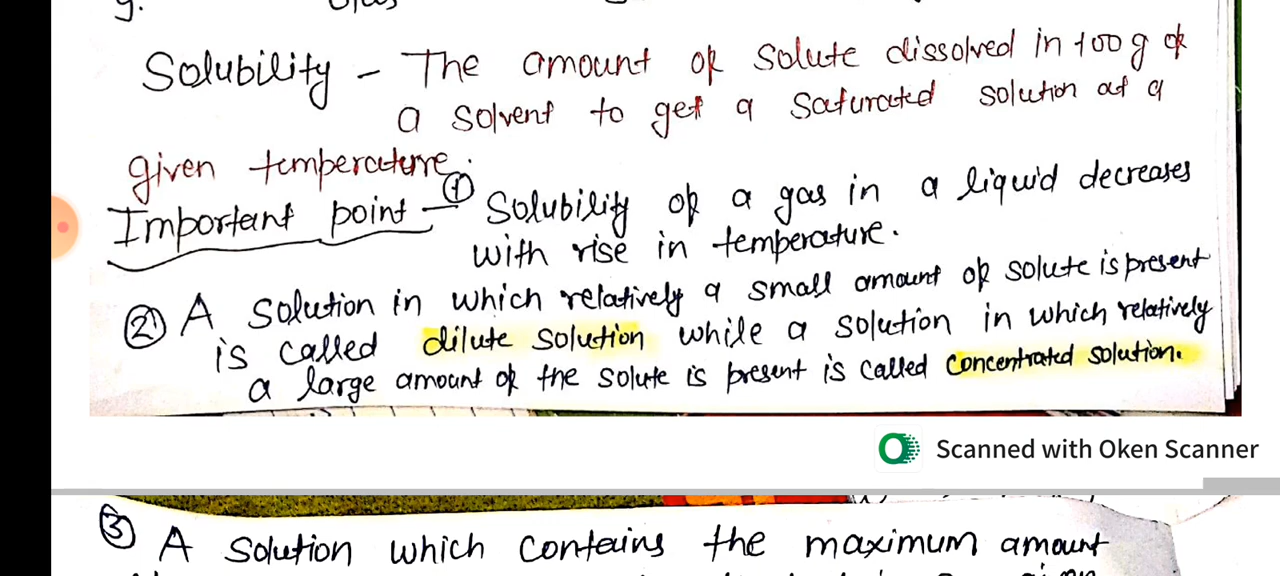 Solubility - The amount of solute dissolved in 100 g of
a solvent to get a saturated solution at a
given temperature.
Important point - ① Solubility of a gas in a liquid decreases
with rise in temperature.
② A solution in which relatively a small amount of solute is present
is called dilute solution while a solution in which relatively
a large amount of the solute is present is called concentrated solution.
Scanned with Oken Scanner
③ A solution which contains the maximum amount